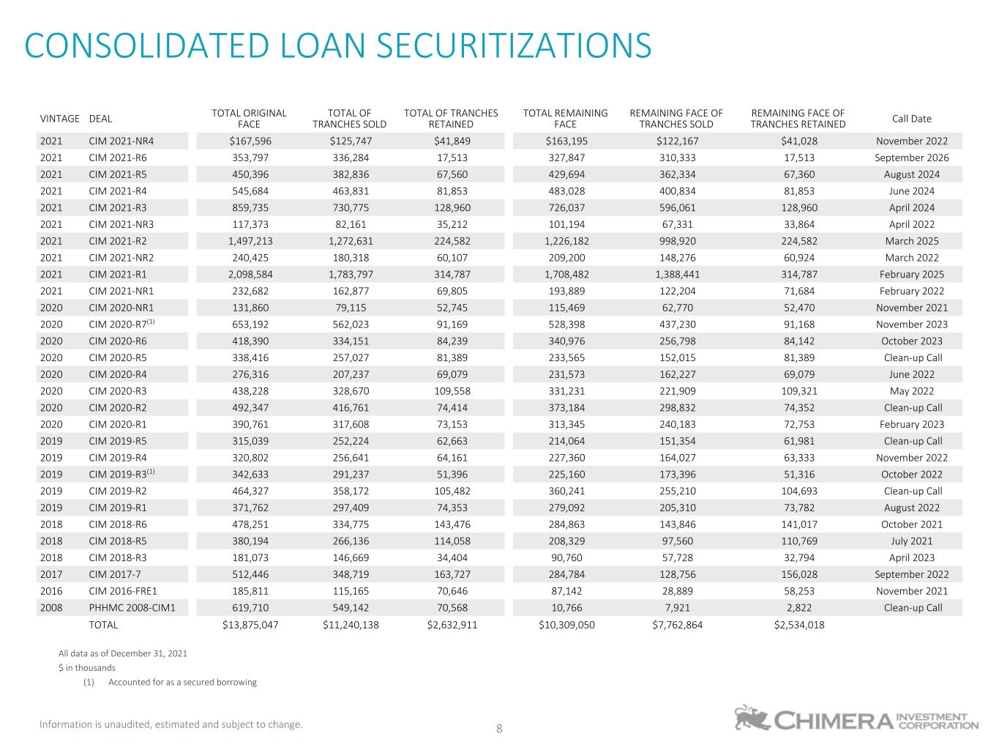 CONSOLIDATED LOAN SECURITIZATIONS
VINTAGE DEAL TOTAL ORIGINAL FACE TOTAL OF TRANCHES SOLD TOTAL OF TRANCHES RETAINED TOTAL REMAINING FACE REMAINING FACE OF TRANCHES SOLD REMAINING FACE OF TRANCHES RETAINED Call Date
2021 CIM 2021-NR4 $167,596 $125,747 $41,849 $163,195 $122,167 $41,028 November 2022
2021 CIM 2021-R6 353,797 336,284 17,513 327,847 310,333 17,513 September 2026
2021 CIM 2021-R5 450,396 382,836 67,560 429,694 362,334 67,360 August 2024
2021 CIM 2021-R4 545,684 463,831 81,853 483,028 400,834 81,853 June 2024
2021 CIM 2021-R3 859,735 730,775 128,960 726,037 596,061 128,960 April 2024
2021 CIM 2021-NR3 117,373 82,161 35,212 101,194 67,331 33,864 April 2022
2021 CIM 2021-R2 1,497,213 1,272,631 224,582 1,226,182 998,920 224,582 March 2025
2021 CIM 2021-NR2 240,425 180,318 60,107 209,200 148,276 60,924 March 2022
2021 CIM 2021-R1 2,098,584 1,783,797 314,787 1,708,482 1,388,441 314,787 February 2025
2021 CIM 2021-NR1 232,682 162,877 69,805 193,889 122,204 71,684 February 2022
2020 CIM 2020-NR1 131,860 79,115 52,745 115,469 62,770 52,470 November 2021
2020 CIM 2020-R7(1) 653,192 562,023 91,169 528,398 437,230 91,168 November 2023
2020 CIM 2020-R6 418,390 334,151 84,239 340,976 256,798 84,142 October 2023
2020 CIM 2020-R5 338,416 257,027 81,389 233,565 152,015 81,389 Clean-up Call
2020 CIM 2020-R4 276,316 207,237 69,079 231,573 162,227 69,079 June 2022
2020 CIM 2020-R3 438,228 328,670 109,558 331,231 221,909 109,321 May 2022
2020 CIM 2020-R2 492,347 416,761 74,414 373,184 298,832 74,352 Clean-up Call
2020 CIM 2020-R1 390,761 317,608 73,153 313,345 240,183 72,753 February 2023
2019 CIM 2019-R5 315,039 252,224 62,663 214,064 151,354 61,981 Clean-up Call
2019 CIM 2019-R4 320,802 256,641 64,161 227,360 164,027 63,333 November 2022
2019 CIM 2019-R3(1) 342,633 291,237 51,396 225,160 173,396 51,316 October 2022
2019 CIM 2019-R2 464,327 358,172 105,482 360,241 255,210 104,693 Clean-up Call
2019 CIM 2019-R1 371,762 297,409 74,353 279,092 205,310 73,782 August 2022
2018 CIM 2018-R6 478,251 334,775 143,476 284,863 143,846 141,017 October 2021
2018 CIM 2018-R5 380,194 266,136 114,058 208,329 97,560 110,769 July 2021
2018 CIM 2018-R3 181,073 146,669 34,404 90,760 57,728 32,794 April 2023
2017 CIM 2017-7 512,446 348,719 163,727 284,784 128,756 156,028 September 2022
2016 CIM 2016-FRE1 185,811 115,165 70,646 87,142 28,889 58,253 November 2021
2008 PHHMC 2008-CIM1 619,710 549,142 70,568 10,766 7,921 2,822 Clean-up Call
TOTAL $13,875,047 $11,240,138 $2,632,911 $10,309,050 $7,762,864 $2,534,018
All data as of December 31, 2021
$ in thousands
(1) Accounted for as a secured borrowing
Information is unaudited, estimated and subject to change.
8
CHIMERA INVESTMENT CORPORATION